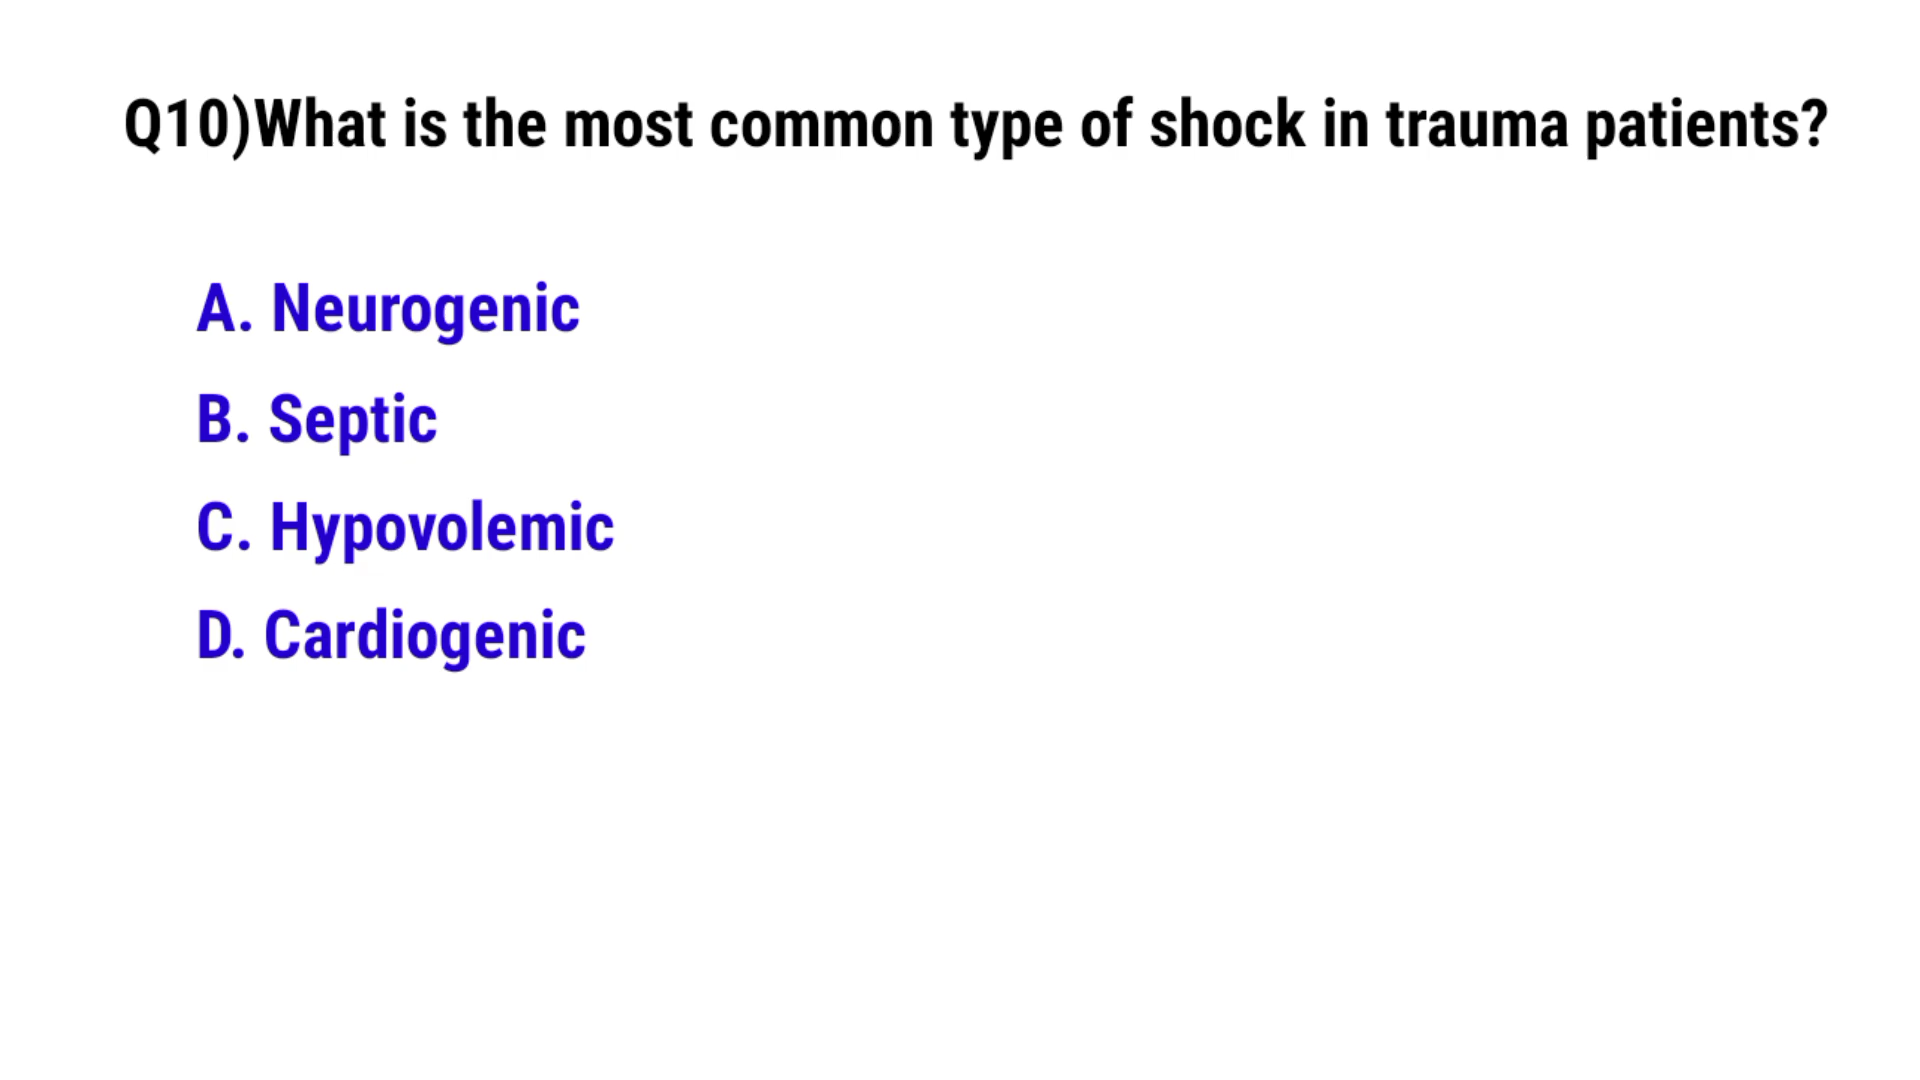 Q10)What is the most common type of shock in trauma patients?
A. Neurogenic
B. Septic
C. Hypovolemic
D. Cardiogenic